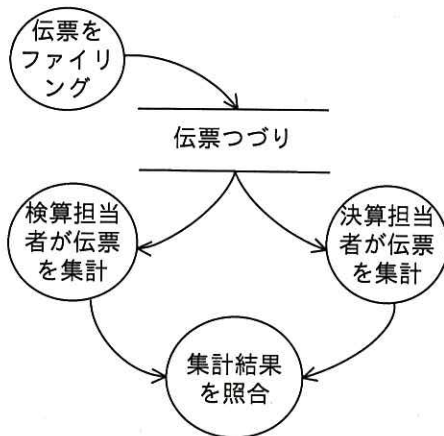 伝票を
ファイリ
ング
伝票つづり
検算担当
者が伝票
を集計
決算担当
者が伝票
を集計
集計結果
を照合